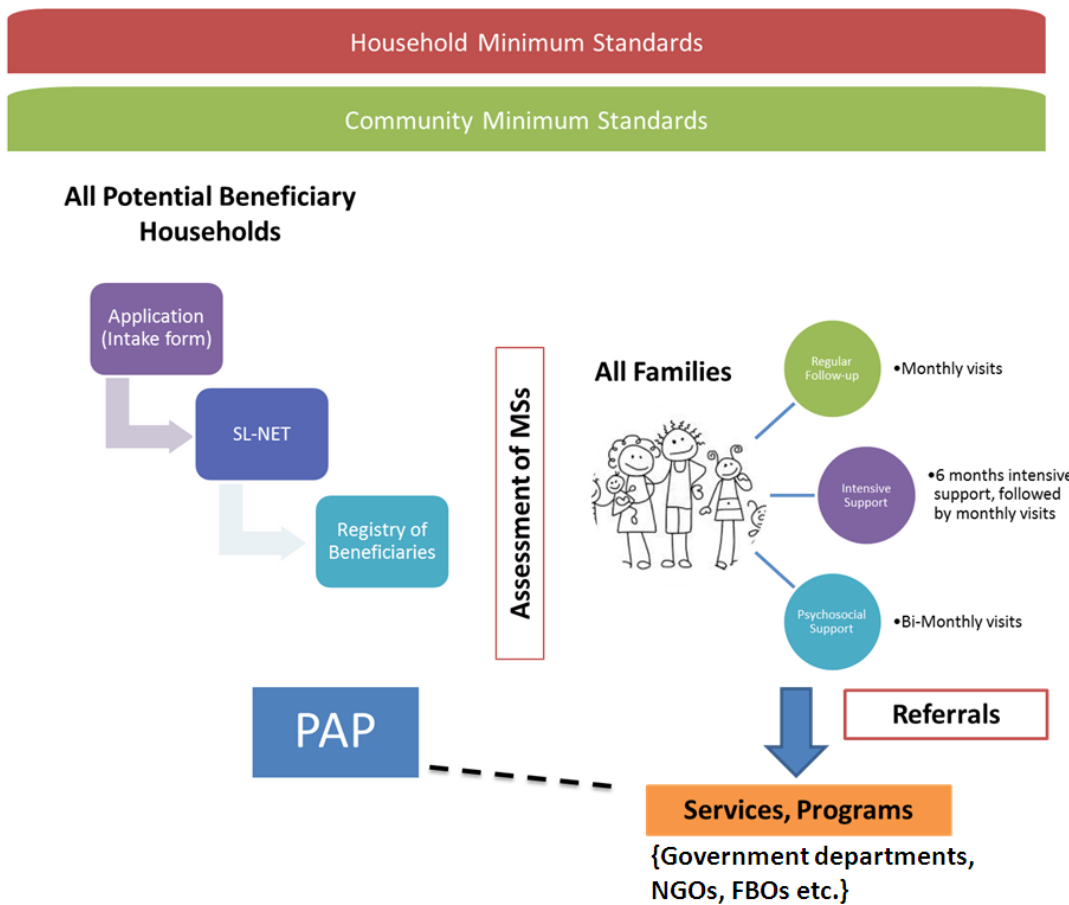 Household Minimum Standards
Community Minimum Standards
All Potential Beneficiary
Households
Application
(Intake form)
SL-NET
Registry of
Beneficiaries
Assessment of MSs
All Families
Regular
Follow-up
•Monthly visits
Intensive
Support
•6 months intensive
support, followed
by monthly visits
Psychosocial
Support
•Bi-Monthly visits
PAP
Referrals
Services, Programs
{Government departments,
NGOs, FBOs etc.}